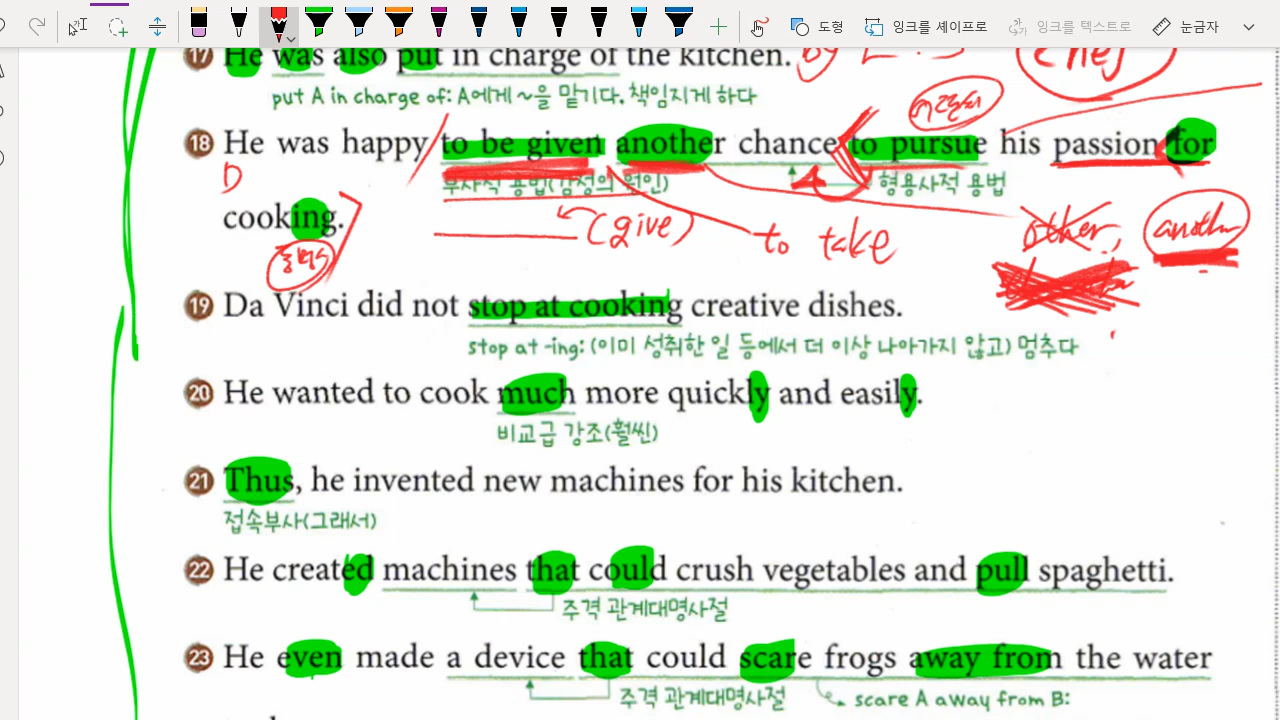 도형 잉크를 셰이프로 잉크를 텍스트로 눈금자
17 He was also put in charge of the kitchen. by
put A in charge of: A에게 ~을 맡기다, 책임지게 하다
18 He was happy to be given another chance to pursue his passion for
D 부사적 용법(감정의 원인) 형용사적 용법
cooking.
(give) to take other, another
19 Da Vinci did not stop at cooking creative dishes.
stop at -ing: (이미 성취한 일 등에서 더 이상 나아가지 않고) 멈추다
20 He wanted to cook much more quickly and easily.
비교급 강조(훨씬)
21 Thus, he invented new machines for his kitchen.
접속부사(그래서)
22 He created machines that could crush vegetables and pull spaghetti.
주격 관계대명사절
23 He even made a device that could scare frogs away from the water
주격 관계대명사절 scare A away from B: